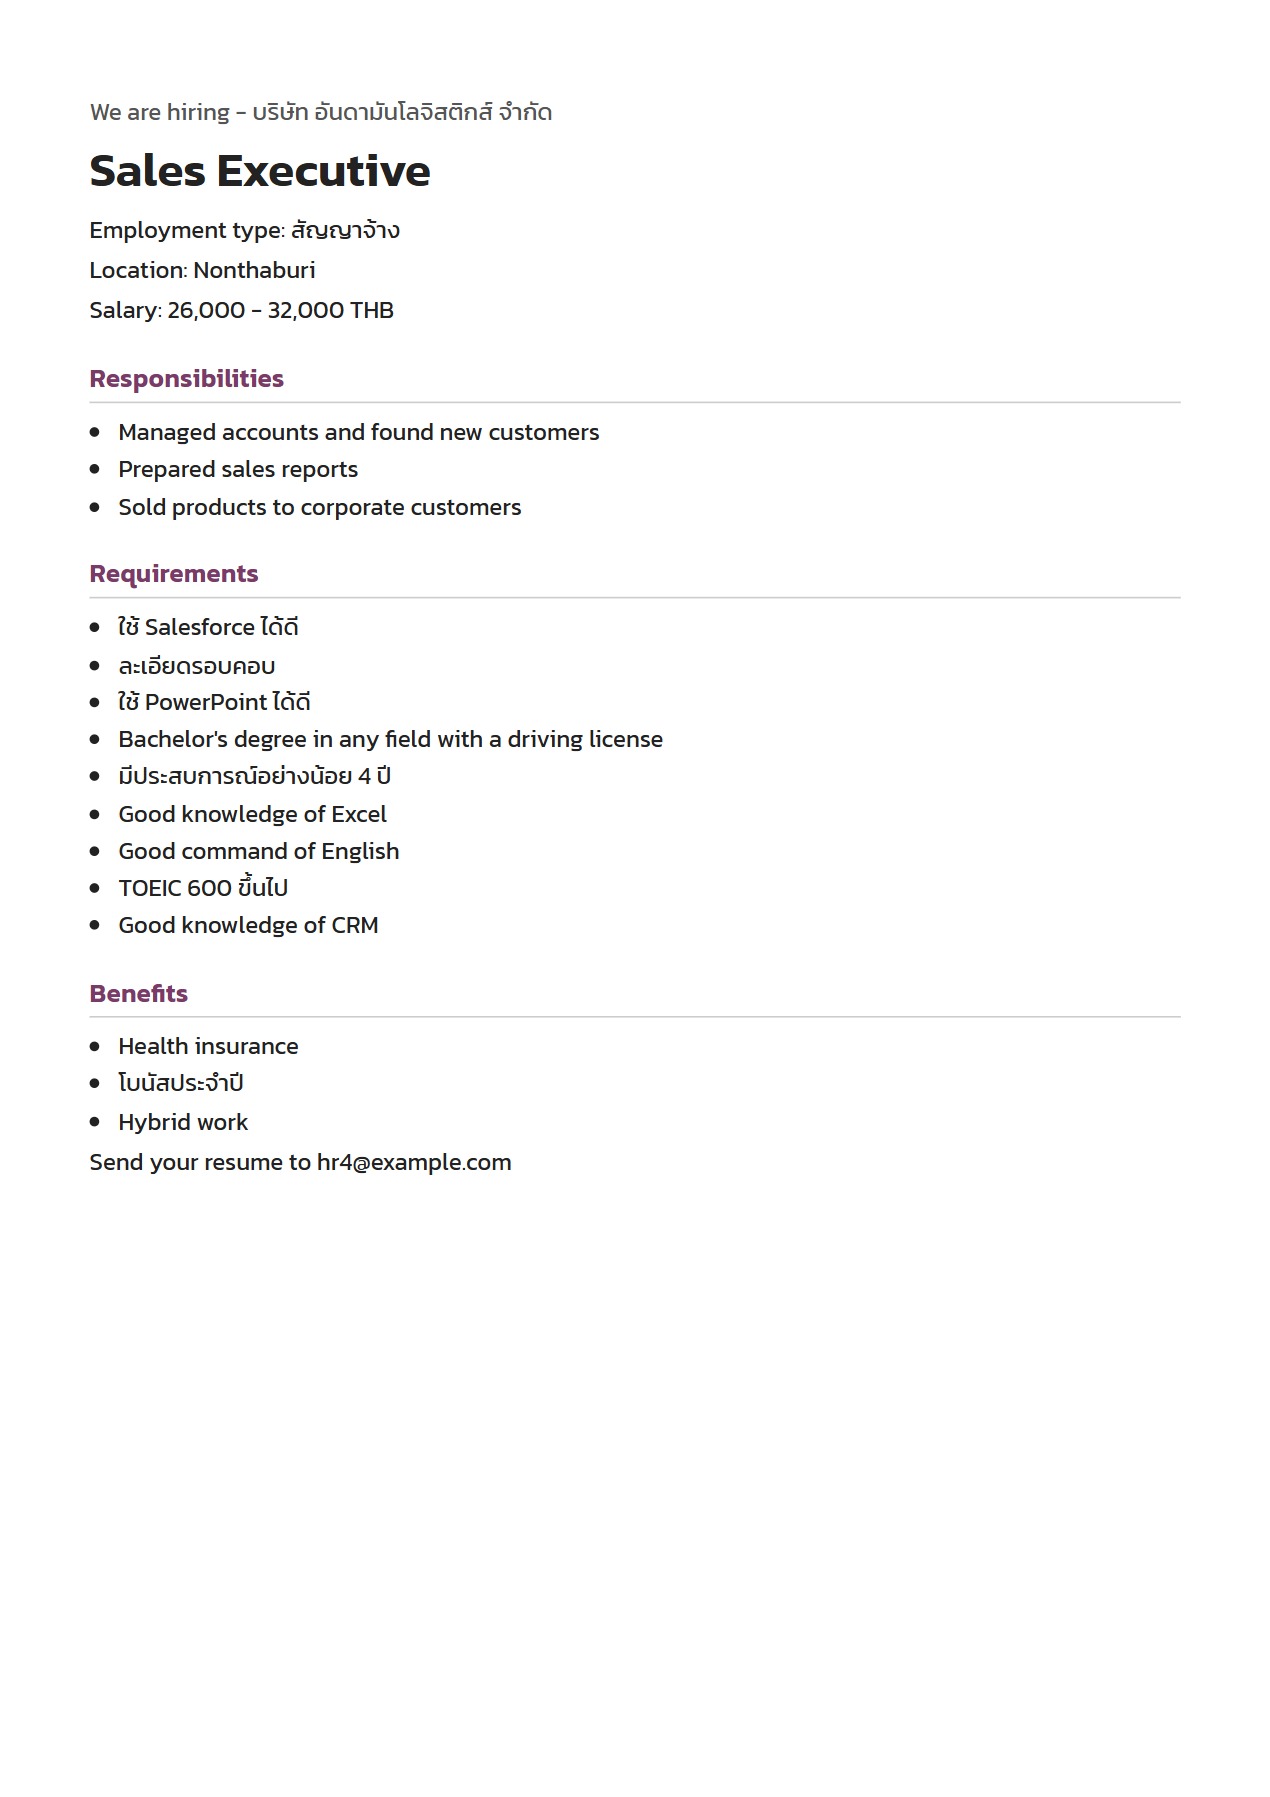 We are hiring - บริษัท อันดามันโลจิสติกส์ จำกัด
Sales Executive
Employment type: สัญญาจ้าง
Location: Nonthaburi
Salary: 26,000 - 32,000 THB
Responsibilities
• Managed accounts and found new customers
• Prepared sales reports
• Sold products to corporate customers
Requirements
• ใช้ Salesforce ได้ดี
• ละเอียดรอบคอบ
• ใช้ PowerPoint ได้ดี
• Bachelor's degree in any field with a driving license
• มีประสบการณ์อย่างน้อย 4 ปี
• Good knowledge of Excel
• Good command of English
• TOEIC 600 ขึ้นไป
• Good knowledge of CRM
Benefits
• Health insurance
• โบนัสประจำปี
• Hybrid work
Send your resume to hr4@example.com